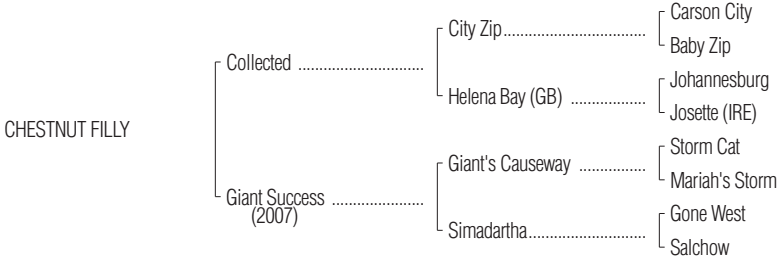 Carson City
City Zip..................................
Baby Zip
Collected ..............................
Johannesburg
Helena Bay (GB) ..................
Josette (IRE)
CHESTNUT FILLY
Storm Cat
Giant's Causeway ................
Mariah's Storm
Giant Success ......................
(2007)
Gone West
Simadartha............................
Salchow